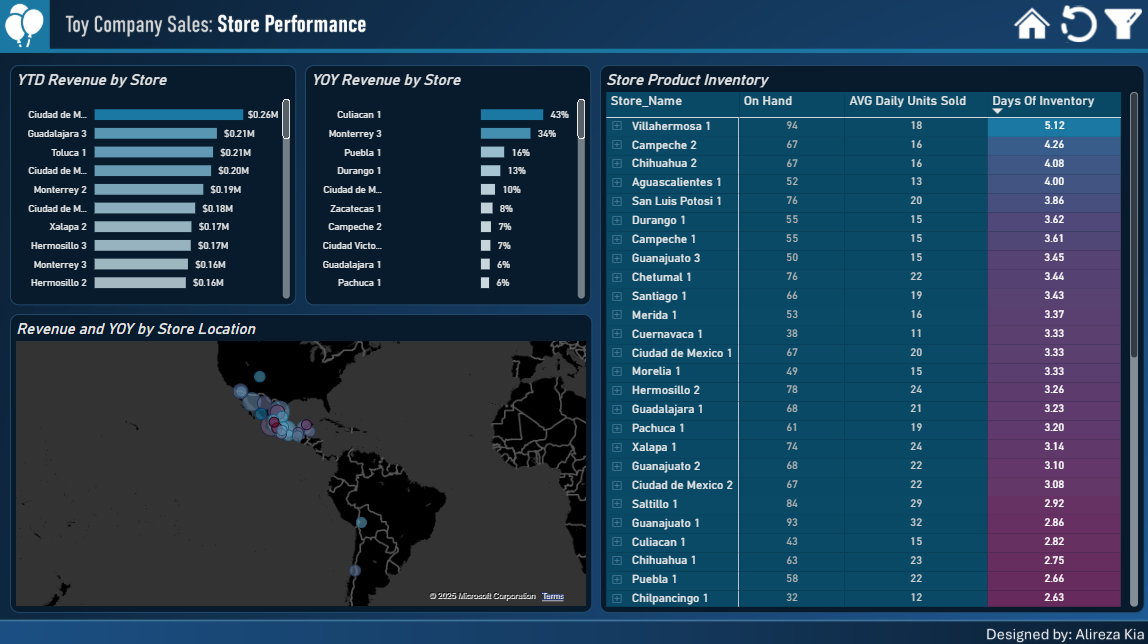 Toy Company Sales: Store Performance
YTD Revenue by Store
Ciudad de M... $0.26M
Guadalajara 3 $0.21M
Toluca 1 $0.21M
Ciudad de M... $0.20M
Monterrey 2 $0.19M
Ciudad de M... $0.18M
Xalapa 2 $0.17M
Hermosillo 3 $0.17M
Monterrey 3 $0.16M
Hermosillo 2 $0.16M
YOY Revenue by Store
Culiacan 1 43%
Monterrey 3 34%
Puebla 1 16%
Durango 1 13%
Ciudad de M... 10%
Zacatecas 1 8%
Campeche 2 7%
Ciudad Victo... 7%
Guadalajara 1 6%
Pachuca 1 6%
Revenue and YOY by Store Location
© 2025 Microsoft Corporation Terms
Store Product Inventory
Store_Name On Hand AVG Daily Units Sold Days Of Inventory
Villahermosa 1 94 18 5.12
Campeche 2 67 16 4.26
Chihuahua 2 67 16 4.08
Aguascalientes 1 52 13 4.00
San Luis Potosi 1 76 20 3.86
Durango 1 55 15 3.62
Campeche 1 55 15 3.61
Guanajuato 3 50 15 3.45
Chetumal 1 76 22 3.44
Santiago 1 66 19 3.43
Merida 1 53 16 3.37
Cuernavaca 1 38 11 3.33
Ciudad de Mexico 1 67 20 3.33
Morelia 1 49 15 3.33
Hermosillo 2 78 24 3.26
Guadalajara 1 68 21 3.23
Pachuca 1 61 19 3.20
Xalapa 1 74 24 3.14
Guanajuato 2 68 22 3.10
Ciudad de Mexico 2 67 22 3.08
Saltillo 1 84 29 2.92
Guanajuato 1 93 32 2.86
Culiacan 1 43 15 2.82
Chihuahua 1 63 23 2.75
Puebla 1 58 22 2.66
Chilpancingo 1 32 12 2.63
Designed by: Alireza Kia